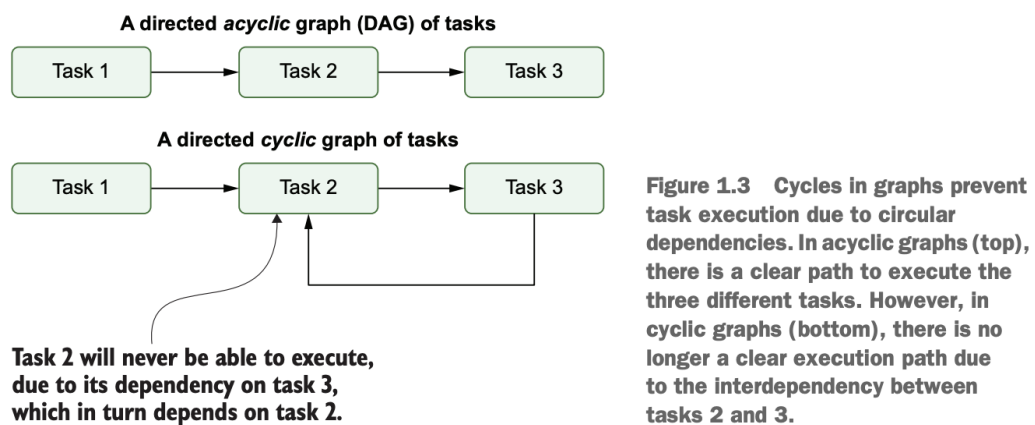 A directed acyclic graph (DAG) of tasks
Task 1
Task 2
Task 3
A directed cyclic graph of tasks
Task 1
Task 2
Task 3
Task 2 will never be able to execute,
due to its dependency on task 3,
which in turn depends on task 2.
Figure 1.3 Cycles in graphs prevent
task execution due to circular
dependencies. In acyclic graphs (top),
there is a clear path to execute the
three different tasks. However, in
cyclic graphs (bottom), there is no
longer a clear execution path due
to the interdependency between
tasks 2 and 3.